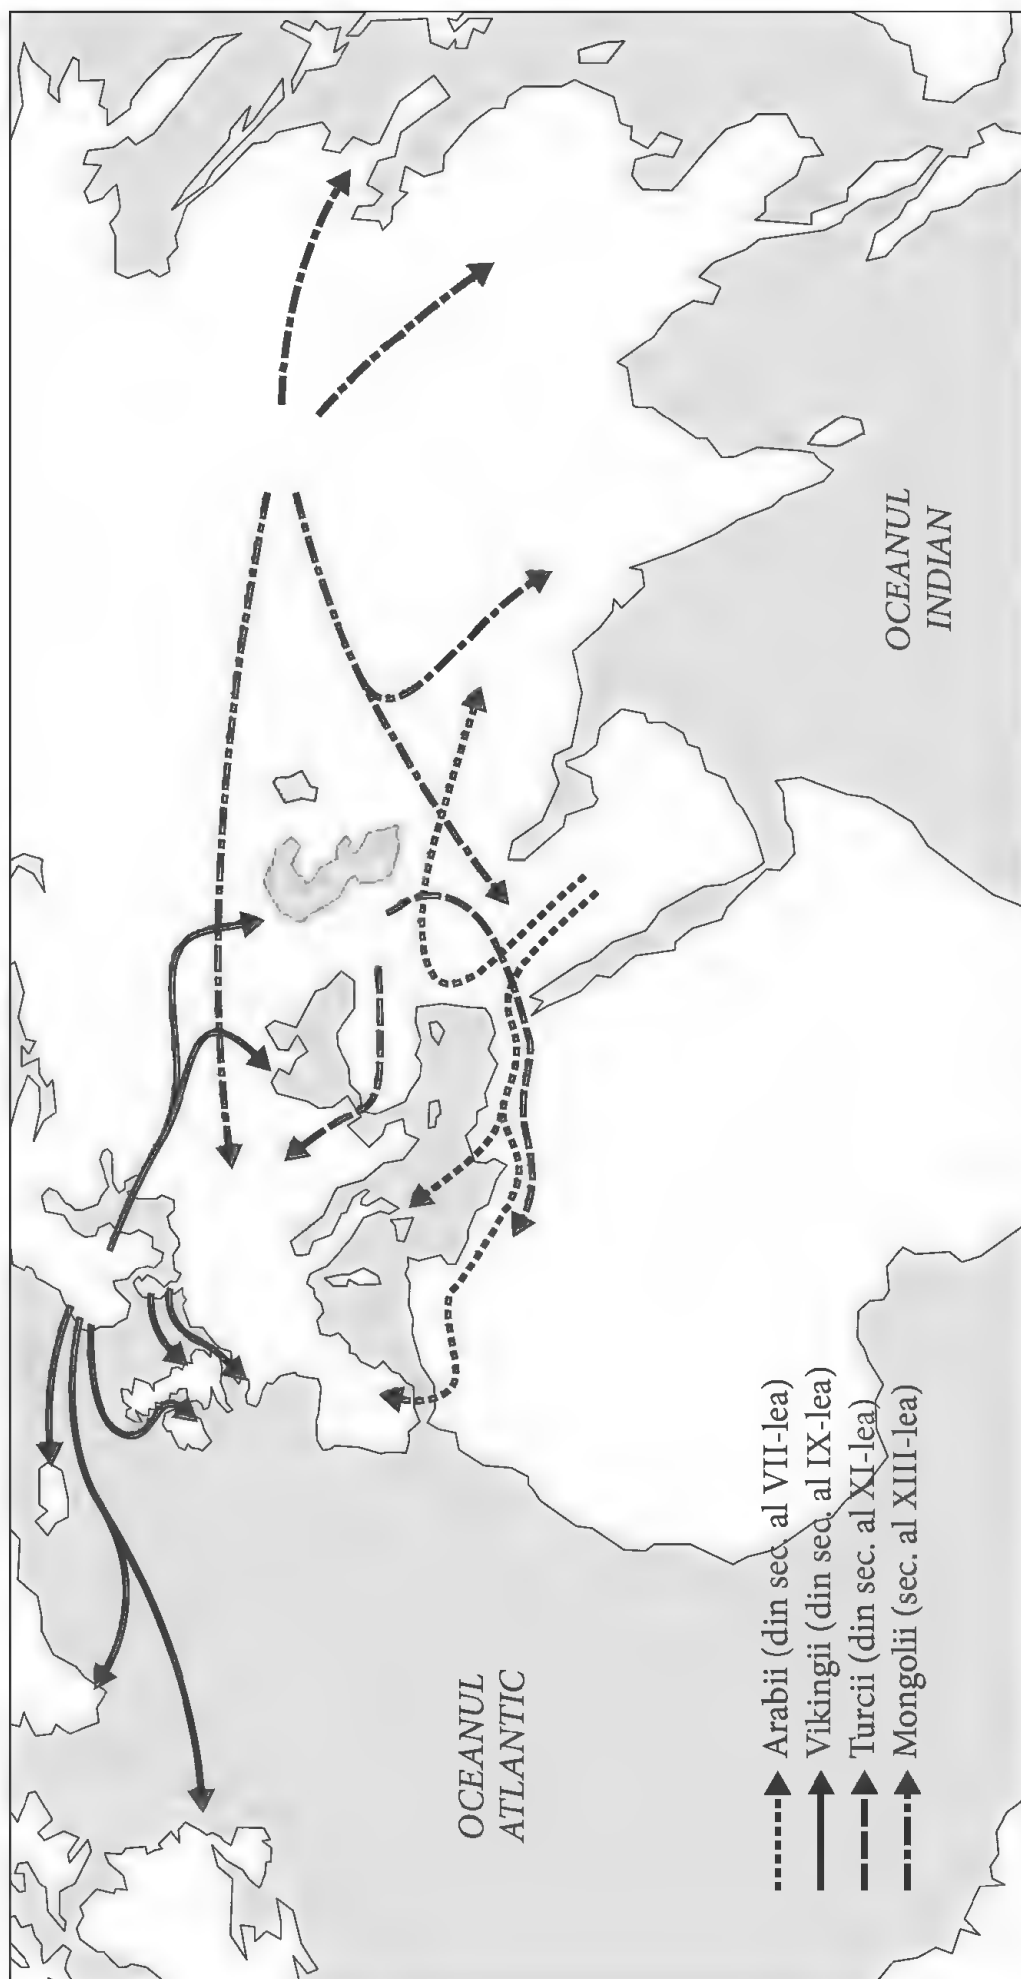 OCEANUL
ATLANTIC
OCEANUL
INDIAN
Arabii (din sec. al VII-lea)
Vikingii (din sec. al IX-lea)
Turcii (din sec. al XI-lea)
Mongolii (sec. al XIII-lea)